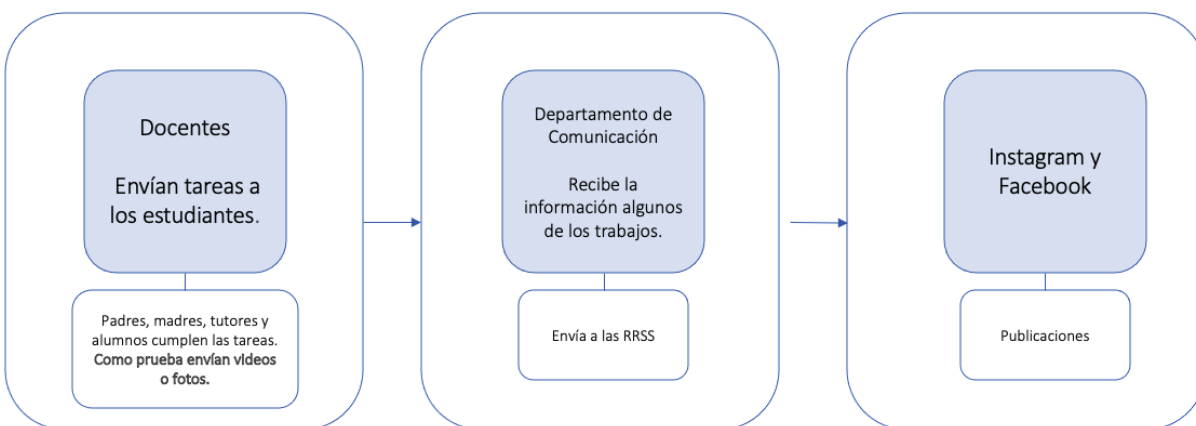 Docentes
Envían tareas a
los estudiantes.
Padres, madres, tutores y
alumnos cumplen las tareas.
Como prueba envían videos
o fotos.
Departamento de
Comunicación
Recibe la
información algunos
de los trabajos.
Envía a las RRSS
Instagram y
Facebook
Publicaciones